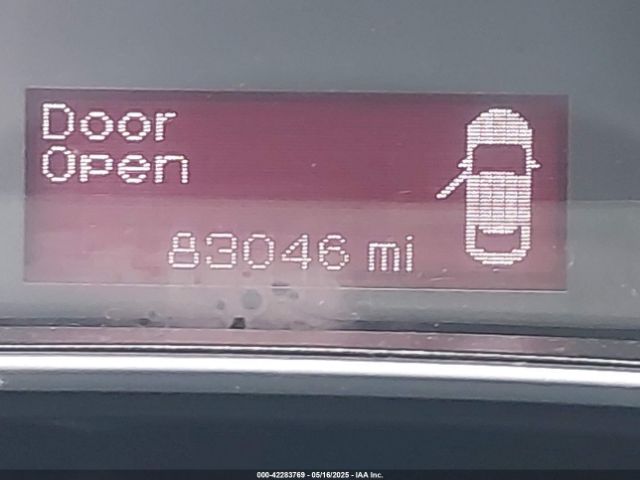 Door
Open
83046 mi
000-42283769 - 05/16/2025 - IAA Inc.